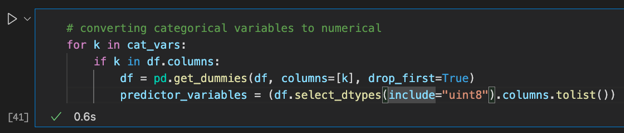 # converting categorical variables to numerical
for k in cat_vars:
    if k in df.columns:
        df = pd.get_dummies(df, columns=[k], drop_first=True)
        predictor_variables = (df.select_dtypes(include="uint8").columns.tolist())
[41]
0.6s